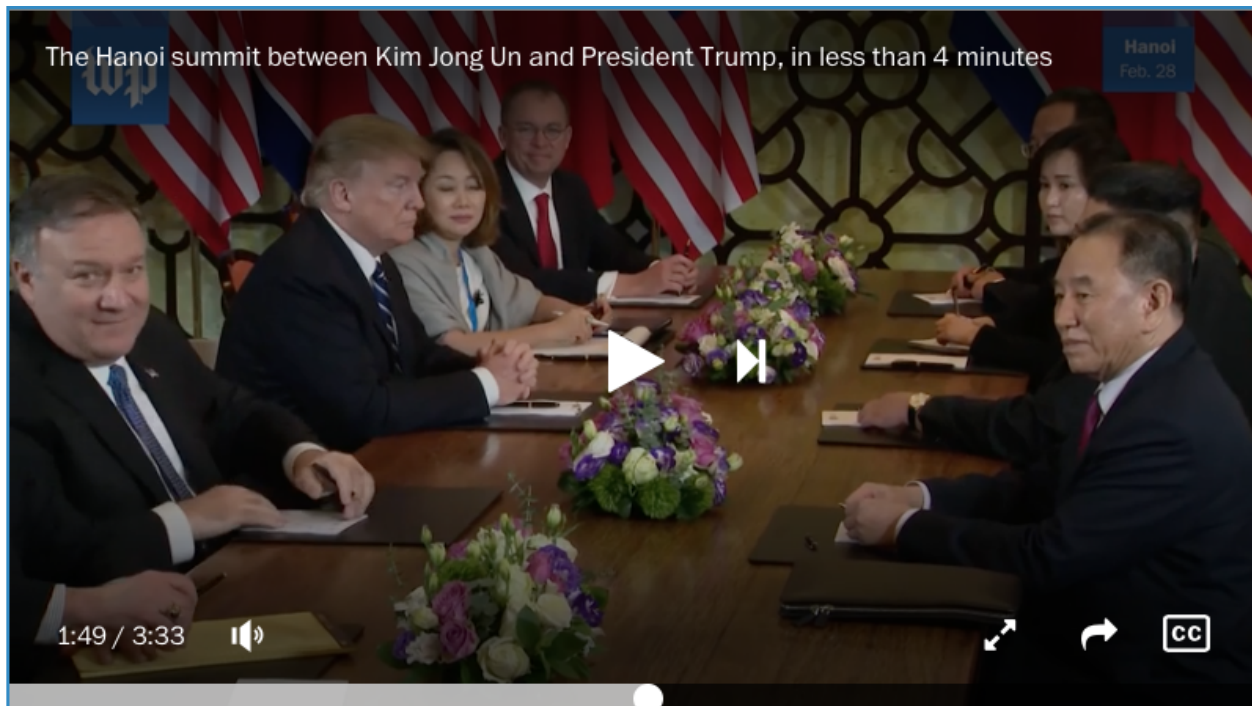 The Hanoi summit between Kim Jong Un and President Trump, in less than 4 minutes
wp
Hanoi
Feb. 28
1:49 / 3:33
CC